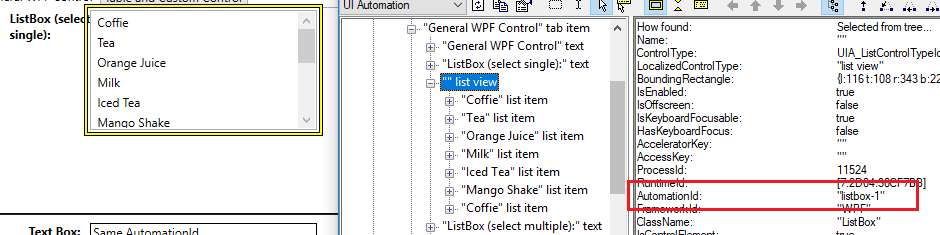 Table and Custom Control
ListBox (select
single):
Coffie
Tea
Orange Juice
Milk
Iced Tea
Mango Shake
Text Box:
Same AutomationId
UI Automation
"General WPF Control" tab item
"General WPF Control" text
"ListBox (select single):" text
"" list view
"Coffie" list item
"Tea" list item
"Orange Juice" list item
"Milk" list item
"Iced Tea" list item
"Mango Shake" list item
"Coffie" list item
"ListBox (select multiple):" text
How found: Selected from tree...
Name: ""
ControlType: UIA_ListControlTypeId
LocalizedControlType: "list view"
BoundingRectangle: {l:116 t:108 r:343 b:22
IsEnabled: true
IsOffscreen: false
IsKeyboardFocusable: true
HasKeyboardFocus: false
AcceleratorKey: ""
AccessKey: ""
ProcessId: 11524
RuntimeId:
AutomationId: "listbox-1"
FrameworkId: "WPF"
ClassName: "ListBox"
IsControlElement: true